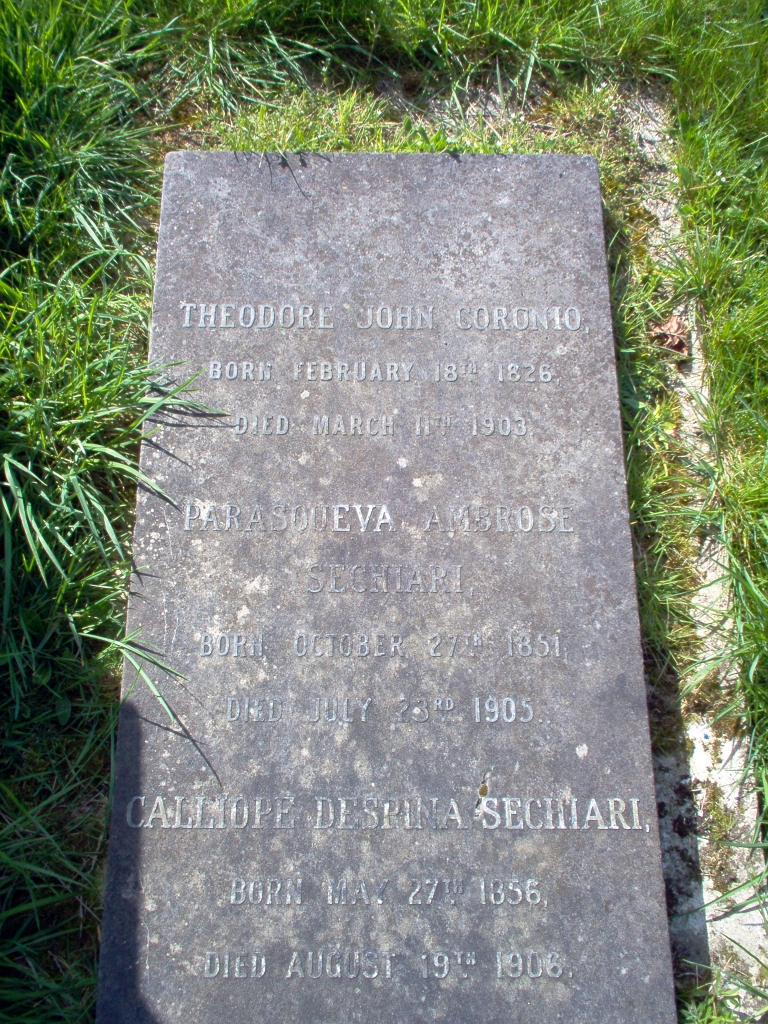 THEODORE JOHN CORONIO,
BORN FEBRUARY 18TH 1826,
DIED MARCH 11TH 1903.
PARASQUEVA AMBROSE
SECHIARI,
BORN OCTOBER 27TH 1851,
DIED JULY 23RD 1905.
CALLIOPE DESPINA SECHIARI,
BORN MAY 27TH 1856,
DIED AUGUST 19TH 1906.